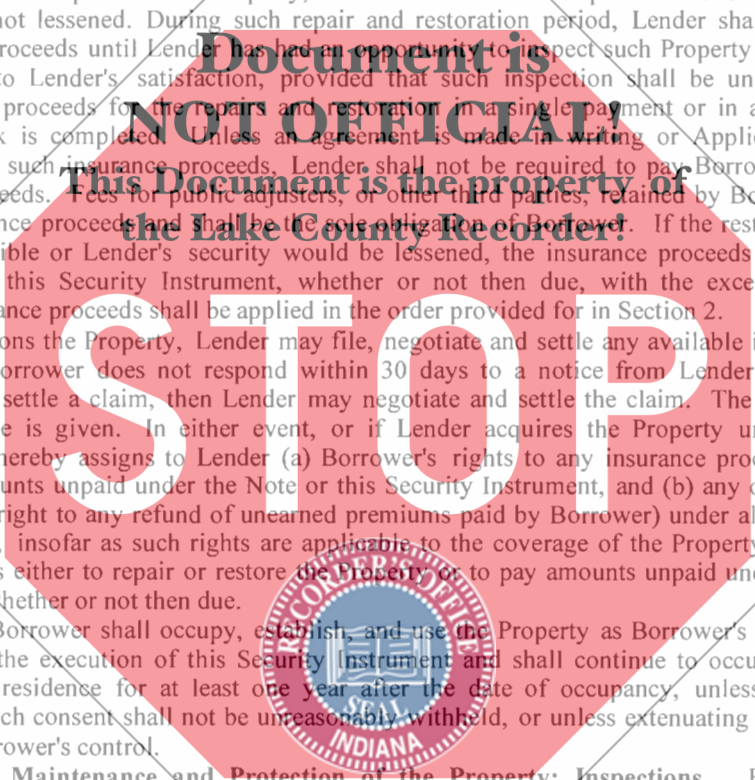 not lessened. During such repair and restoration period, Lender sha
roceeds until Lender has had an opportunity to inspect such Property
Document is
to Lender's satisfaction, provided that such inspection shall be un
proceeds for the repairs and restoration in a single payment or in a
NOT OFFICIAL!
k is completed. Unless an agreement is made in writing or Appli
such insurance proceeds, Lender shall not be required to pay Borro
This Document is the property of
eeds. Fees for public adjusters, or other third parties, retained by Bo
the Lake County Recorder!
nce proceeds and shall be the sole obligation of Borrower. If the rest
ible or Lender's security would be lessened, the insurance proceeds
this Security Instrument, whether or not then due, with the exce
ance proceeds shall be applied in the order provided for in Section 2.
STOP
ons the Property, Lender may file, negotiate and settle any available i
orrower does not respond within 30 days to a notice from Lender
settle a claim, then Lender may negotiate and settle the claim. The
e is given. In either event, or if Lender acquires the Property un
hereby assigns to Lender (a) Borrower's rights to any insurance proc
unts unpaid under the Note or this Security Instrument, and (b) any o
right to any refund of unearned premiums paid by Borrower) under al
, insofar as such rights are applicable to the coverage of the Property
s either to repair or restore the Property or to pay amounts unpaid und
hether or not then due.
RECORDER'S OFFICE
SEAL
INDIANA
Borrower shall occupy, establish, and use the Property as Borrower's
the execution of this Security Instrument and shall continue to occu
residence for at least one year after the date of occupancy, unless
ch consent shall not be unreasonably withheld, or unless extenuating
rower's control.
Maintenance and Protection of the Property; Inspections.